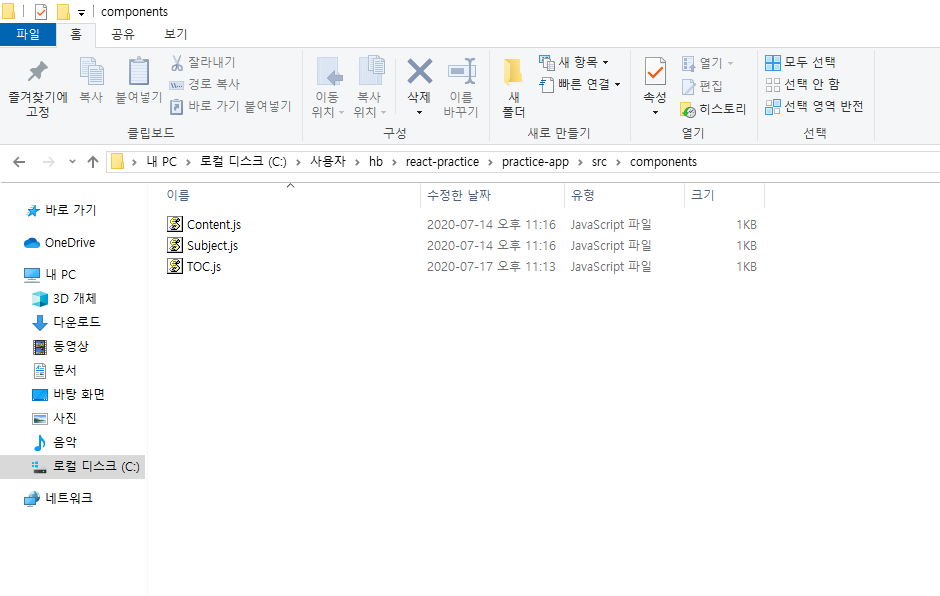 components
파일 홈 공유 보기
즐겨찾기에 고정
복사
붙여넣기
잘라내기
경로 복사
바로 가기 붙여넣기
클립보드
이동 위치
복사 위치
삭제
이름 바꾸기
구성
새 폴더
새 항목
빠른 연결
새로 만들기
속성
열기
편집
히스토리
열기
모두 선택
선택 안 함
선택 영역 반전
선택
내 PC › 로컬 디스크 (C:) › 사용자 › hb › react-practice › practice-app › src › components
이름 수정한 날짜 유형 크기
Content.js 2020-07-14 오후 11:16 JavaScript 파일 1KB
Subject.js 2020-07-14 오후 11:16 JavaScript 파일 1KB
TOC.js 2020-07-17 오후 11:13 JavaScript 파일 1KB
바로 가기
OneDrive
내 PC
3D 개체
다운로드
동영상
문서
바탕 화면
사진
음악
로컬 디스크 (C:)
네트워크